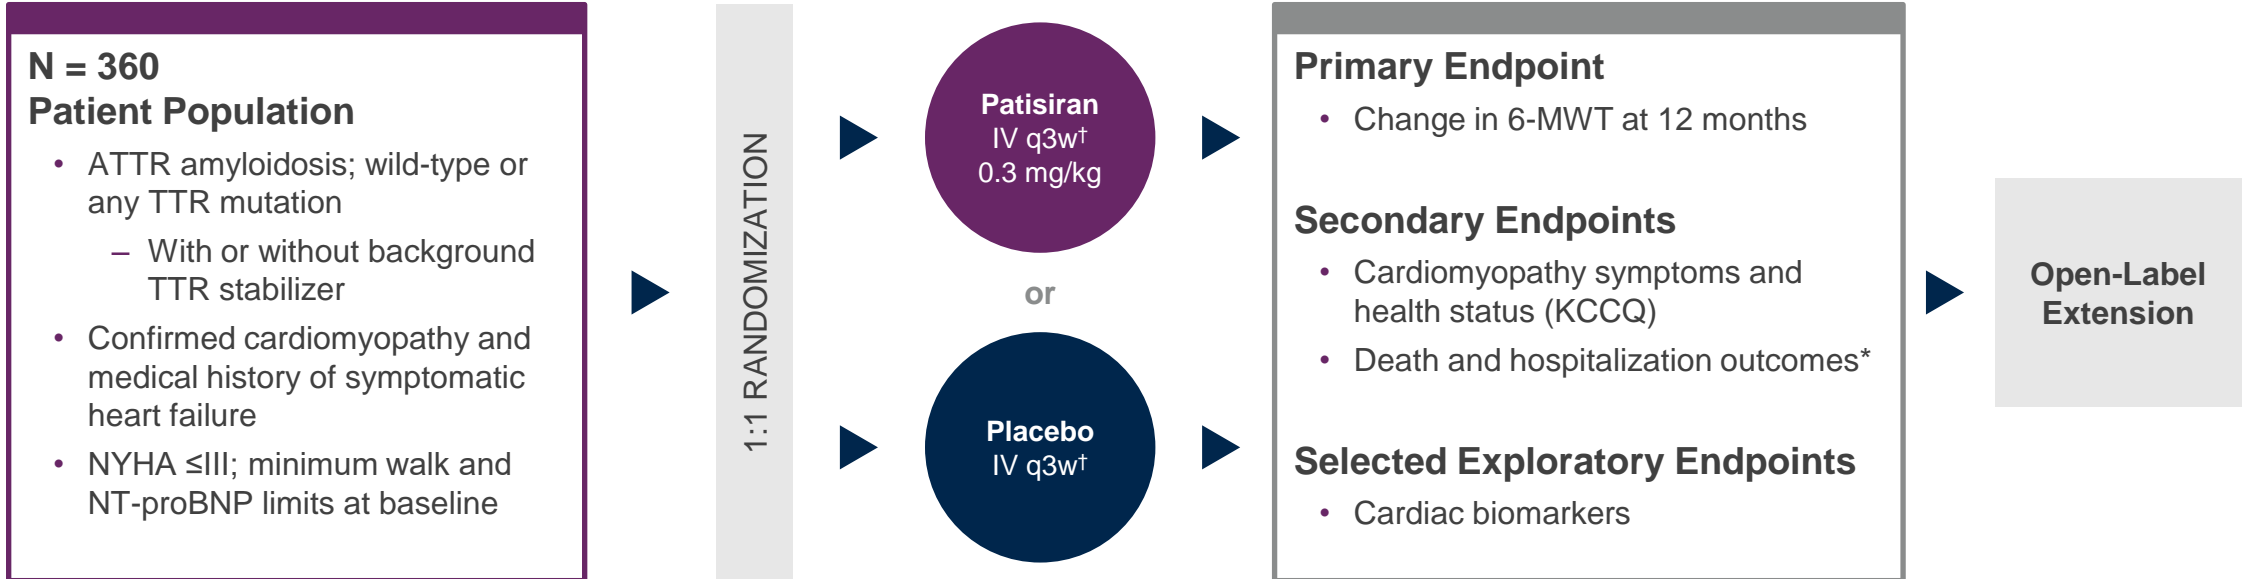 N = 360
Patient Population
• ATTR amyloidosis; wild-type or
any TTR mutation
– With or without background
TTR stabilizer
• Confirmed cardiomyopathy and
medical history of symptomatic
heart failure
• NYHA ≤III; minimum walk and
NT-proBNP limits at baseline
1:1 RANDOMIZATION
Patisiran
IV q3w†
0.3 mg/kg
or
Placebo
IV q3w†
Primary Endpoint
• Change in 6-MWT at 12 months
Secondary Endpoints
• Cardiomyopathy symptoms and
health status (KCCQ)
• Death and hospitalization outcomes*
Selected Exploratory Endpoints
• Cardiac biomarkers
Open-Label
Extension